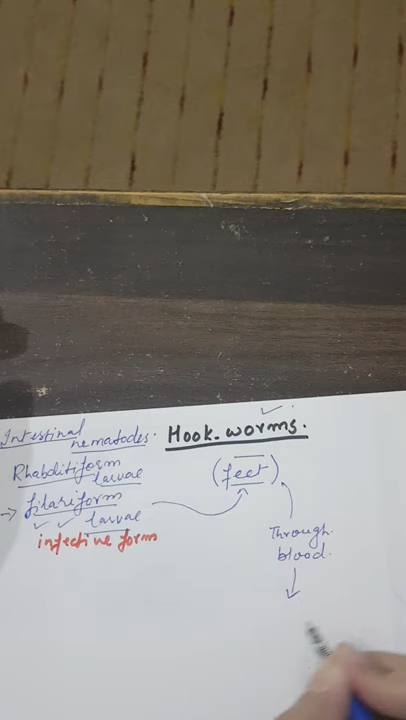 Intestinal nematodes. Hook-worms.
Rhabditiform larvae
(feet)
→ filariform larvae
infective form
Through blood.